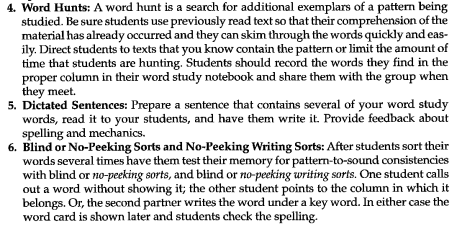 4. Word Hunts: A word hunt is a search for additional exemplars of a pattern being
studied. Be sure students use previously read text so that their comprehension of the
material has already occurred and they can skim through the words quickly and eas-
ily. Direct students to texts that you know contain the pattern or limit the amount of
time that students are hunting. Students should record the words they find in the
proper column in their word study notebook and share them with the group when
they meet.
5. Dictated Sentences: Prepare a sentence that contains several of your word study
words, read it to your students, and have them write it. Provide feedback about
spelling and mechanics.
6. Blind or No-Peeking Sorts and No-Peeking Writing Sorts: After students sort their
words several times have them test their memory for pattern-to-sound consistencies
with blind or no-peeking sorts, and blind or no-peeking writing sorts. One student calls
out a word without showing it; the other student points to the column in which it
belongs. Or, the second partner writes the word under a key word. In either case the
word card is shown later and students check the spelling.